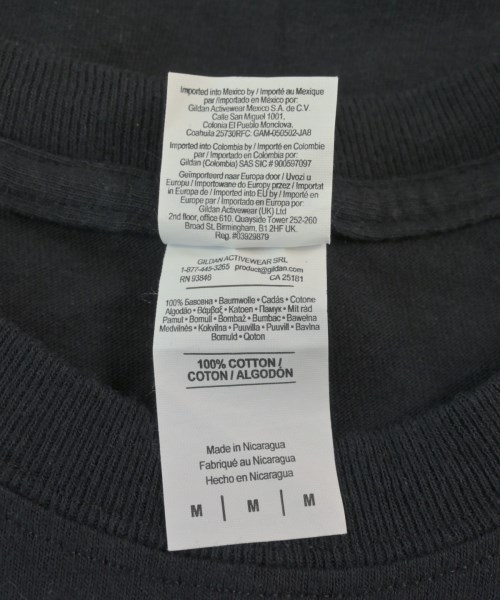 Imported into Mexico by / Importé au Mexique
par / Importado en México por:
Gildan Activewear Mexico S.A. de C.V.
Calle San Miguel 1001,
Colonia El Pueblo Monclova.
Coahuila 25730RFC. GAM-050502-JA8
Imported into Colombia by / Importé en Colombie
par / Importado en Colombia por:
Gildan (Colombia) SAS SIC # 900597097
Geïmporteerd naar Europa door / Uvozi u
Europu / Importowane do Europy przez / Importat
in Europa de / Imported into EU by / Importé en
Europe par / Importado en Europa por:
Gildan Activewear (UK) Ltd
2nd floor, office 610. Quayside Tower 252-260
Broad St, Birmingham, B1 2HF UK.
Reg. #03929879
GILDAN ACTIVEWEAR SRL
1-877-445-3265 product@gildan.com
RN 93846 CA 25181
100% Бавовна • Baumwolle • Cadás • Cotone
Algodão • Βάμβαξ • Katoen • Памук • Mit rád
Pamut • Bomull • Bombaž • Bumbac • Bawełna
Medvilnės • Kokvilna • Puuvilla • Puuvill • Bavlna
Bomuld • Qoton
100% COTTON /
COTON / ALGODÓN
Made in Nicaragua
Fabriqué au Nicaragua
Hecho en Nicaragua
M | M | M